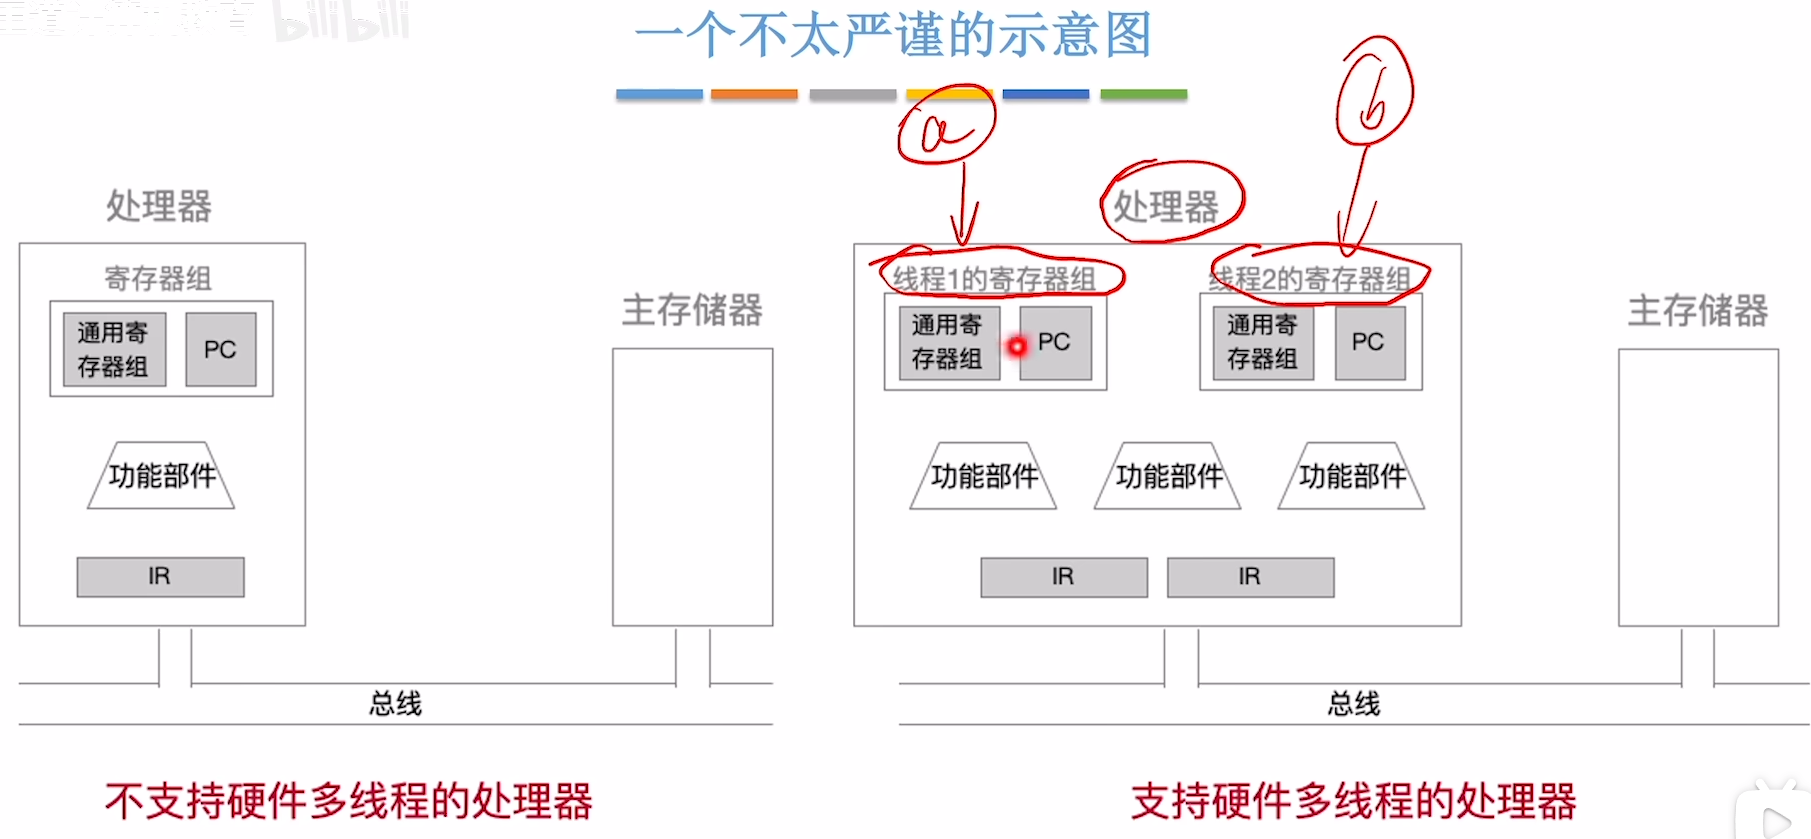 bilibili
一个不太严谨的示意图
a
b
处理器
寄存器组
通用寄
存器组
PC
功能部件
IR
主存储器
总线
不支持硬件多线程的处理器
处理器
线程1的寄存器组
通用寄
存器组
PC
线程2的寄存器组
通用寄
存器组
PC
功能部件
功能部件
功能部件
IR
IR
主存储器
总线
支持硬件多线程的处理器